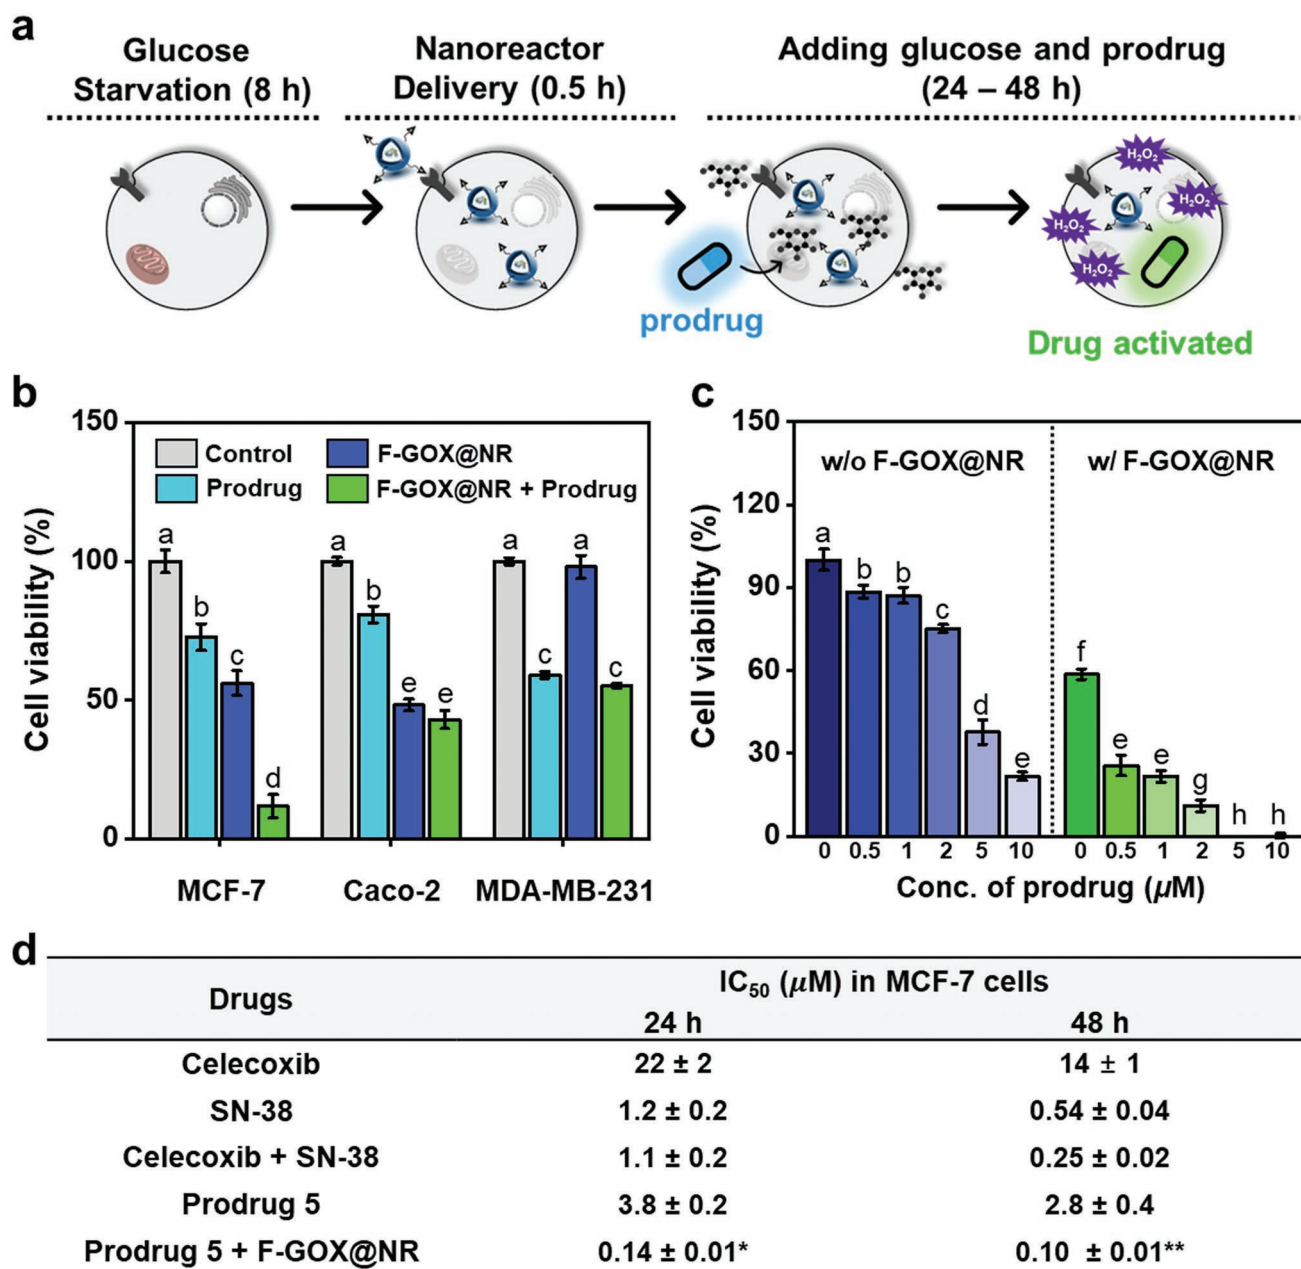 a
Glucose
Starvation (8 h)
Nanoreactor
Delivery (0.5 h)
Adding glucose and prodrug
(24 – 48 h)
H₂O₂
H₂O₂
H₂O₂
H₂O₂
prodrug
Drug activated
b
Cell viability (%)
150
100
50
0
Control
F-GOX@NR
Prodrug
F-GOX@NR + Prodrug
a b c d
a b e e
a c a c
MCF-7 Caco-2 MDA-MB-231
c
Cell viability (%)
150
120
90
60
30
0
w/o F-GOX@NR w/ F-GOX@NR
a b b c d e
f e e g h h
0 0.5 1 2 5 10 0 0.5 1 2 5 10
Conc. of prodrug (µM)
d
Drugs
IC₅₀ (µM) in MCF-7 cells
24 h 48 h
Celecoxib 22 ± 2 14 ± 1
SN-38 1.2 ± 0.2 0.54 ± 0.04
Celecoxib + SN-38 1.1 ± 0.2 0.25 ± 0.02
Prodrug 5 3.8 ± 0.2 2.8 ± 0.4
Prodrug 5 + F-GOX@NR 0.14 ± 0.01* 0.10 ± 0.01**